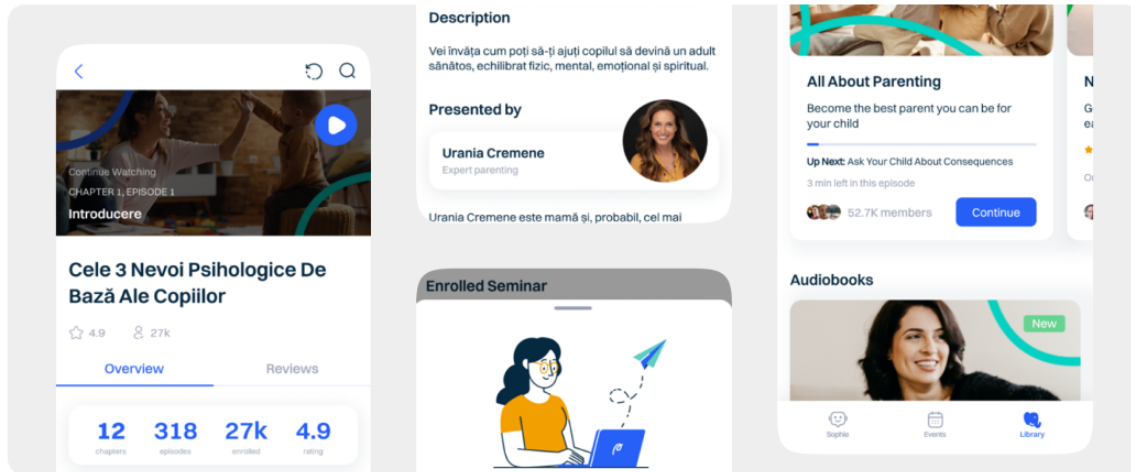 Continue Watching
CHAPTER 1, EPISODE 1
Introducere
Cele 3 Nevoi Psihologice De
Bază Ale Copiilor
4.9
27k
Overview
Reviews
12
318
27k
4.9
chapters
episodes
enrolled
rating
Description
Vei învăța cum poți să-ți ajuți copilul să devină un adult
sănătos, echilibrat fizic, mental, emoțional și spiritual.
Presented by
Urania Cremene
Expert parenting
Urania Cremene este mamă și, probabil, cel mai
Enrolled Seminar
All About Parenting
Become the best parent you can be for
your child
Up Next: Ask Your Child About Consequences
3 min left in this episode
52.7K members
Continue
Audiobooks
New
Sophie
Events
Library